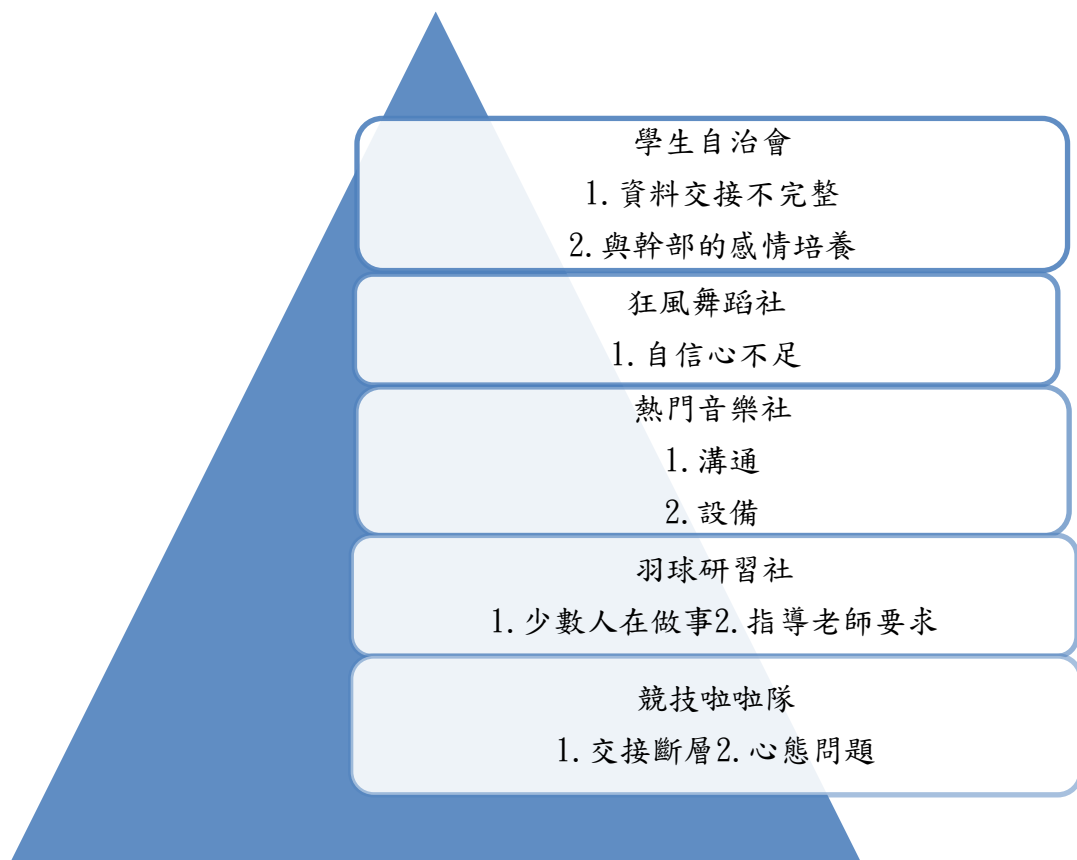 學生自治會
1.資料交接不完整
2.與幹部的感情培養
狂風舞蹈社
1.自信心不足
熱門音樂社
1.溝通
2.設備
羽球研習社
1.少數人在做事2.指導老師要求
競技啦啦隊
1.交接斷層2.心態問題